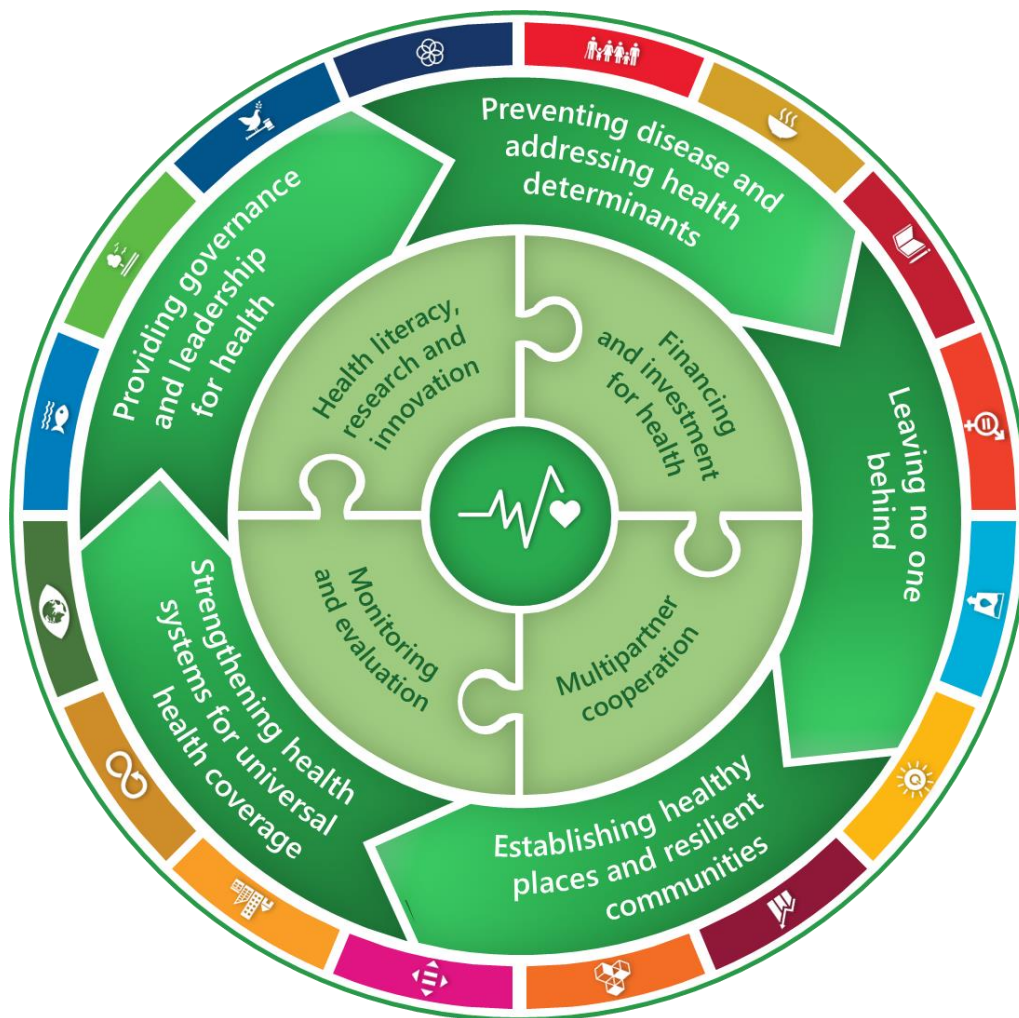 Preventing disease and
addressing health
determinants
Leaving no one
behind
Establishing healthy
places and resilient
communities
Strengthening health
systems for universal
health coverage
Providing governance
and leadership
for health
Health literacy,
research and
innovation
Financing
and investment
for health
Multipartner
cooperation
Monitoring
and evaluation